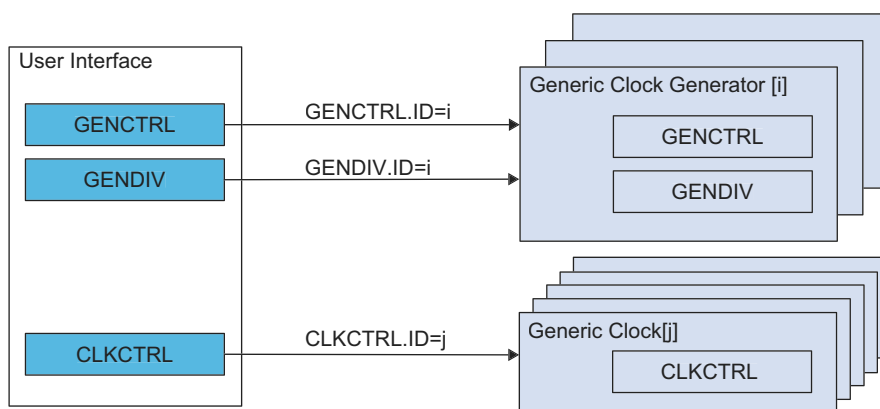 User Interface
GENCTRL
GENDIV
CLKCTRL
GENCTRL.ID=i
GENDIV.ID=i
CLKCTRL.ID=j
Generic Clock Generator [i]
GENCTRL
GENDIV
Generic Clock[j]
CLKCTRL